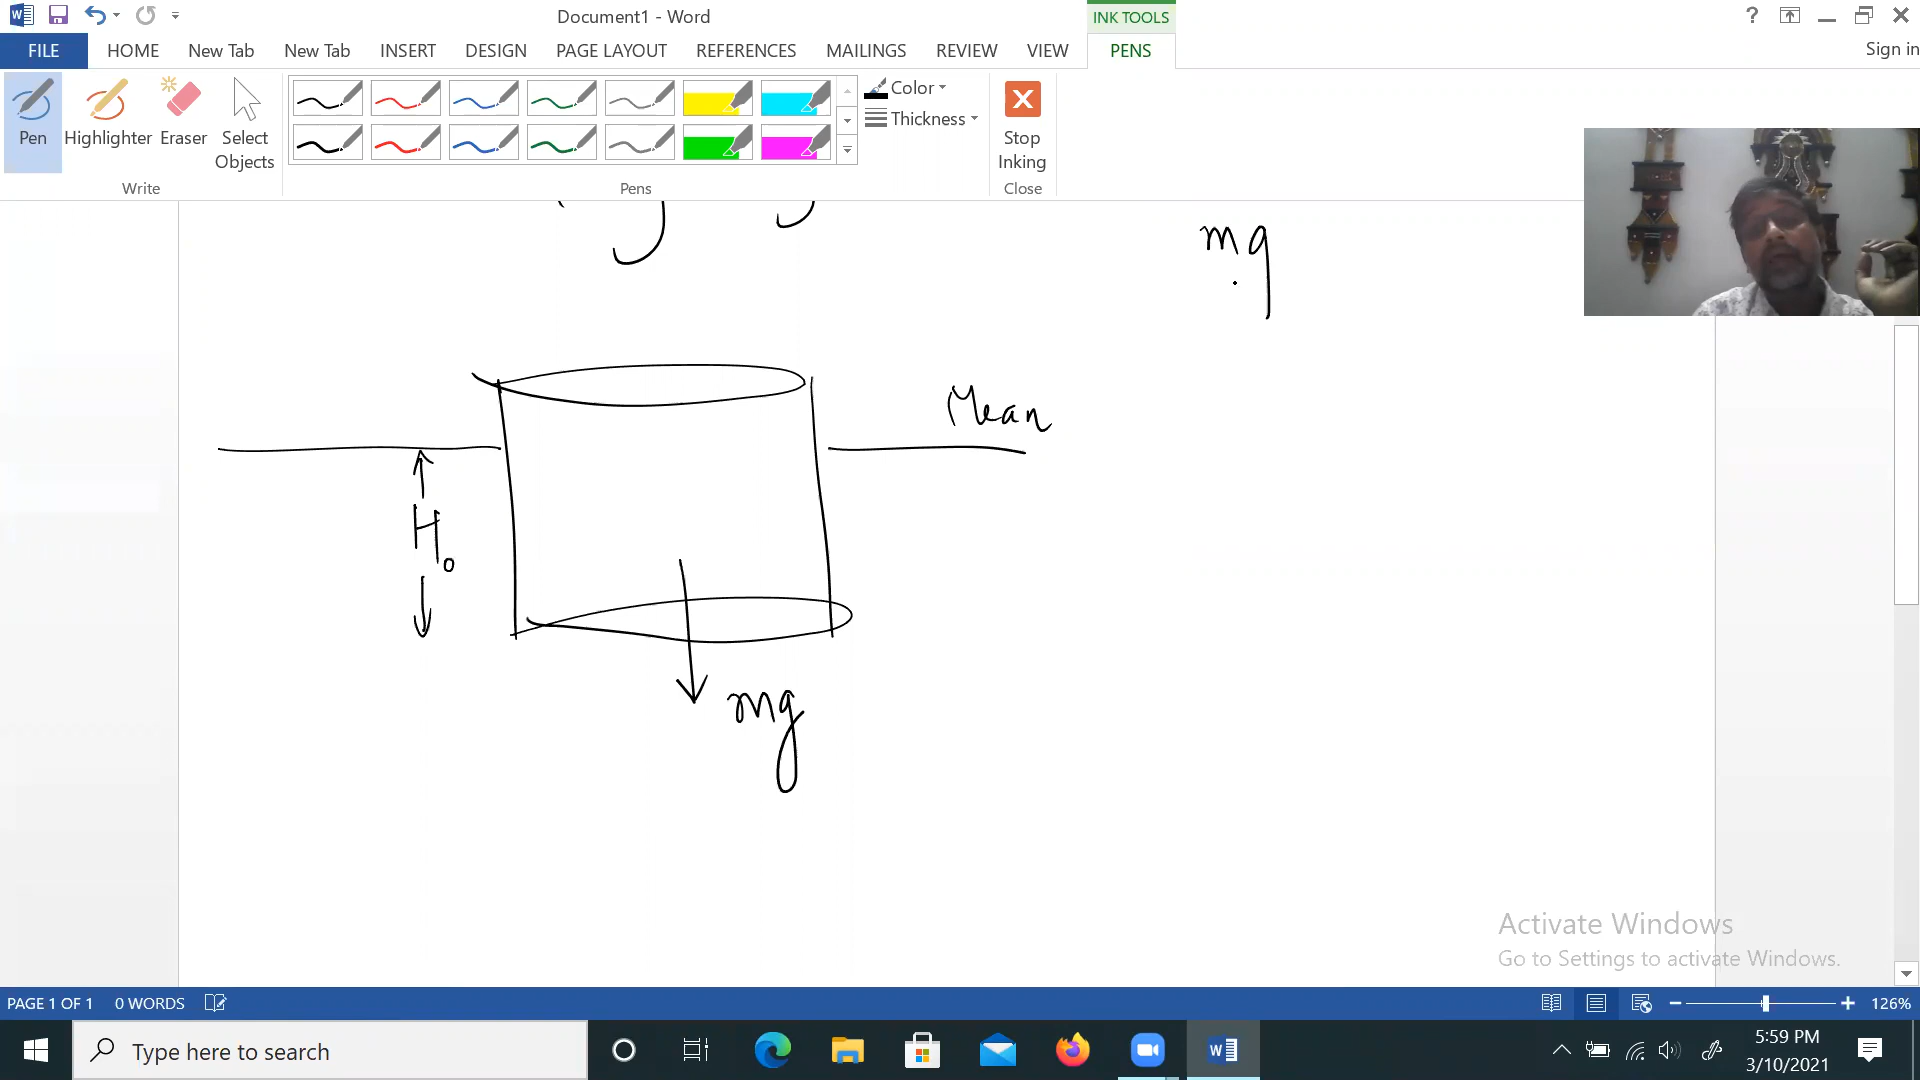 Document1 - Word
INK TOOLS
?
FILE HOME New Tab New Tab INSERT DESIGN PAGE LAYOUT REFERENCES MAILINGS REVIEW VIEW PENS Sign in
Pen Highlighter Eraser Select Objects
Color
Thickness
Stop Inking
Write Pens Close
mg
Mean
H₀
mg
Activate Windows
Go to Settings to activate Windows.
PAGE 1 OF 1 0 WORDS 126%
Type here to search
5:59 PM
3/10/2021